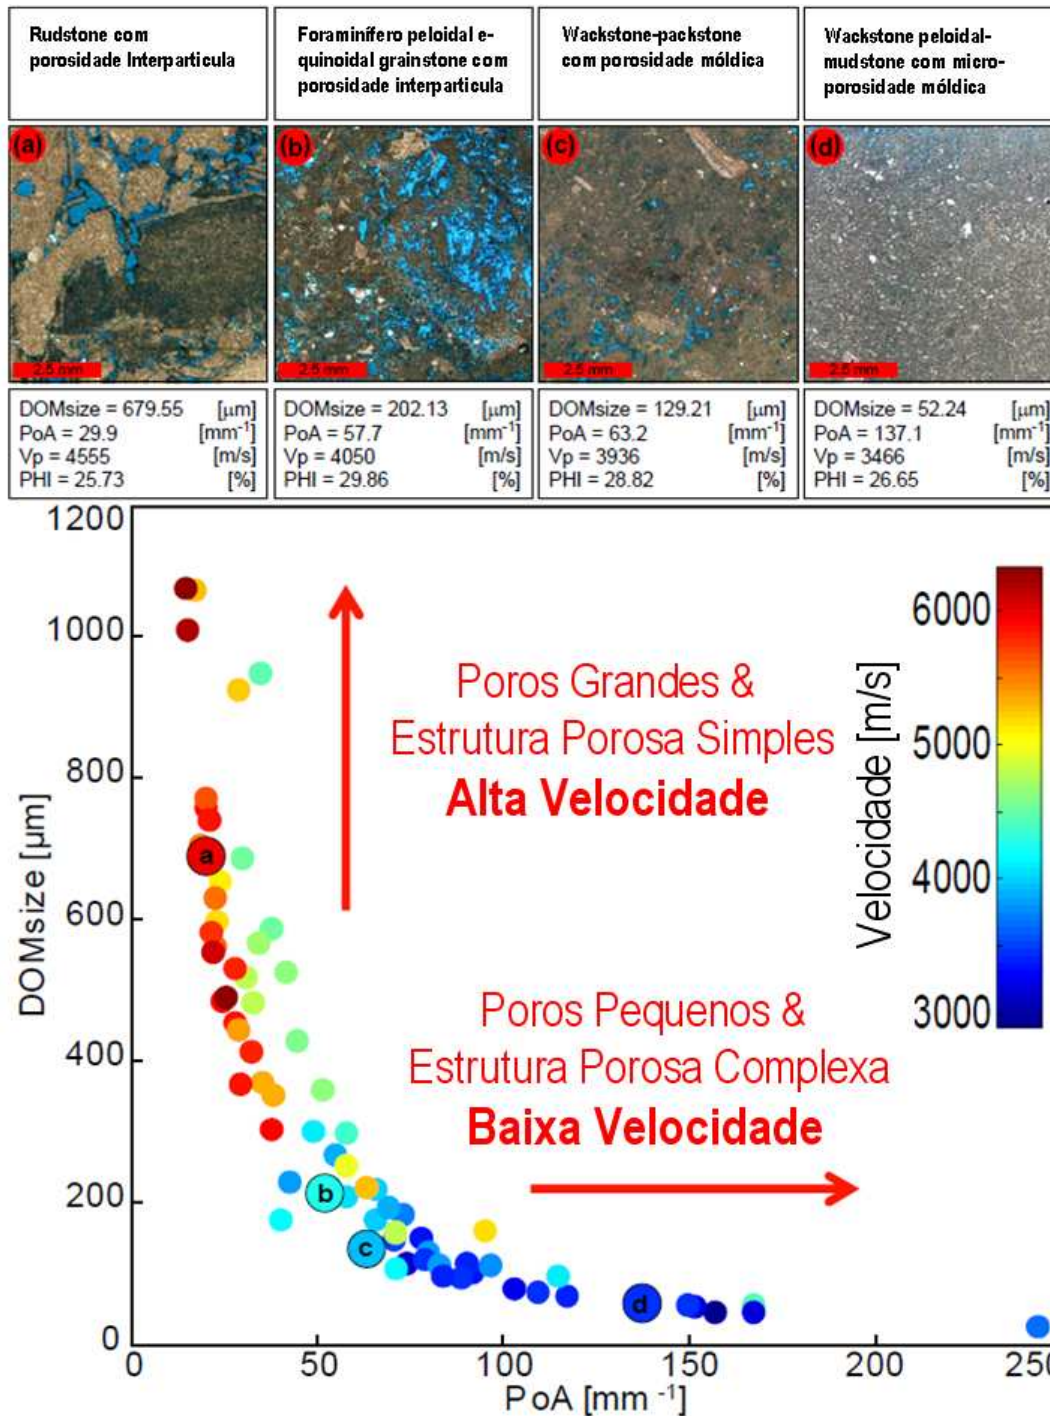 Rudstone com
porosidade Interpartícula
Foraminífero peloidal e-
quinoidal grainstone com
porosidade interpartícula
Wackstone-packstone
com porosidade móldica
Wackstone peloidal-
mudstone com micro-
porosidade móldica
(a)
(b)
(c)
(d)
2.5 mm
2.5 mm
2.5 mm
2.5 mm
DOMsize = 679.55 [µm]
PoA = 29.9 [mm⁻¹]
Vp = 4555 [m/s]
PHI = 25.73 [%]
DOMsize = 202.13 [µm]
PoA = 57.7 [mm⁻¹]
Vp = 4050 [m/s]
PHI = 29.86 [%]
DOMsize = 129.21 [µm]
PoA = 63.2 [mm⁻¹]
Vp = 3936 [m/s]
PHI = 28.82 [%]
DOMsize = 52.24 [µm]
PoA = 137.1 [mm⁻¹]
Vp = 3466 [m/s]
PHI = 26.65 [%]
1200
1000
800
600
400
200
0
DOMsize [µm]
Poros Grandes &
Estrutura Porosa Simples
Alta Velocidade
Poros Pequenos &
Estrutura Porosa Complexa
Baixa Velocidade
a
b
c
d
Velocidade [m/s]
6000
5000
4000
3000
0
50
100
150
200
250
PoA [mm ⁻¹]